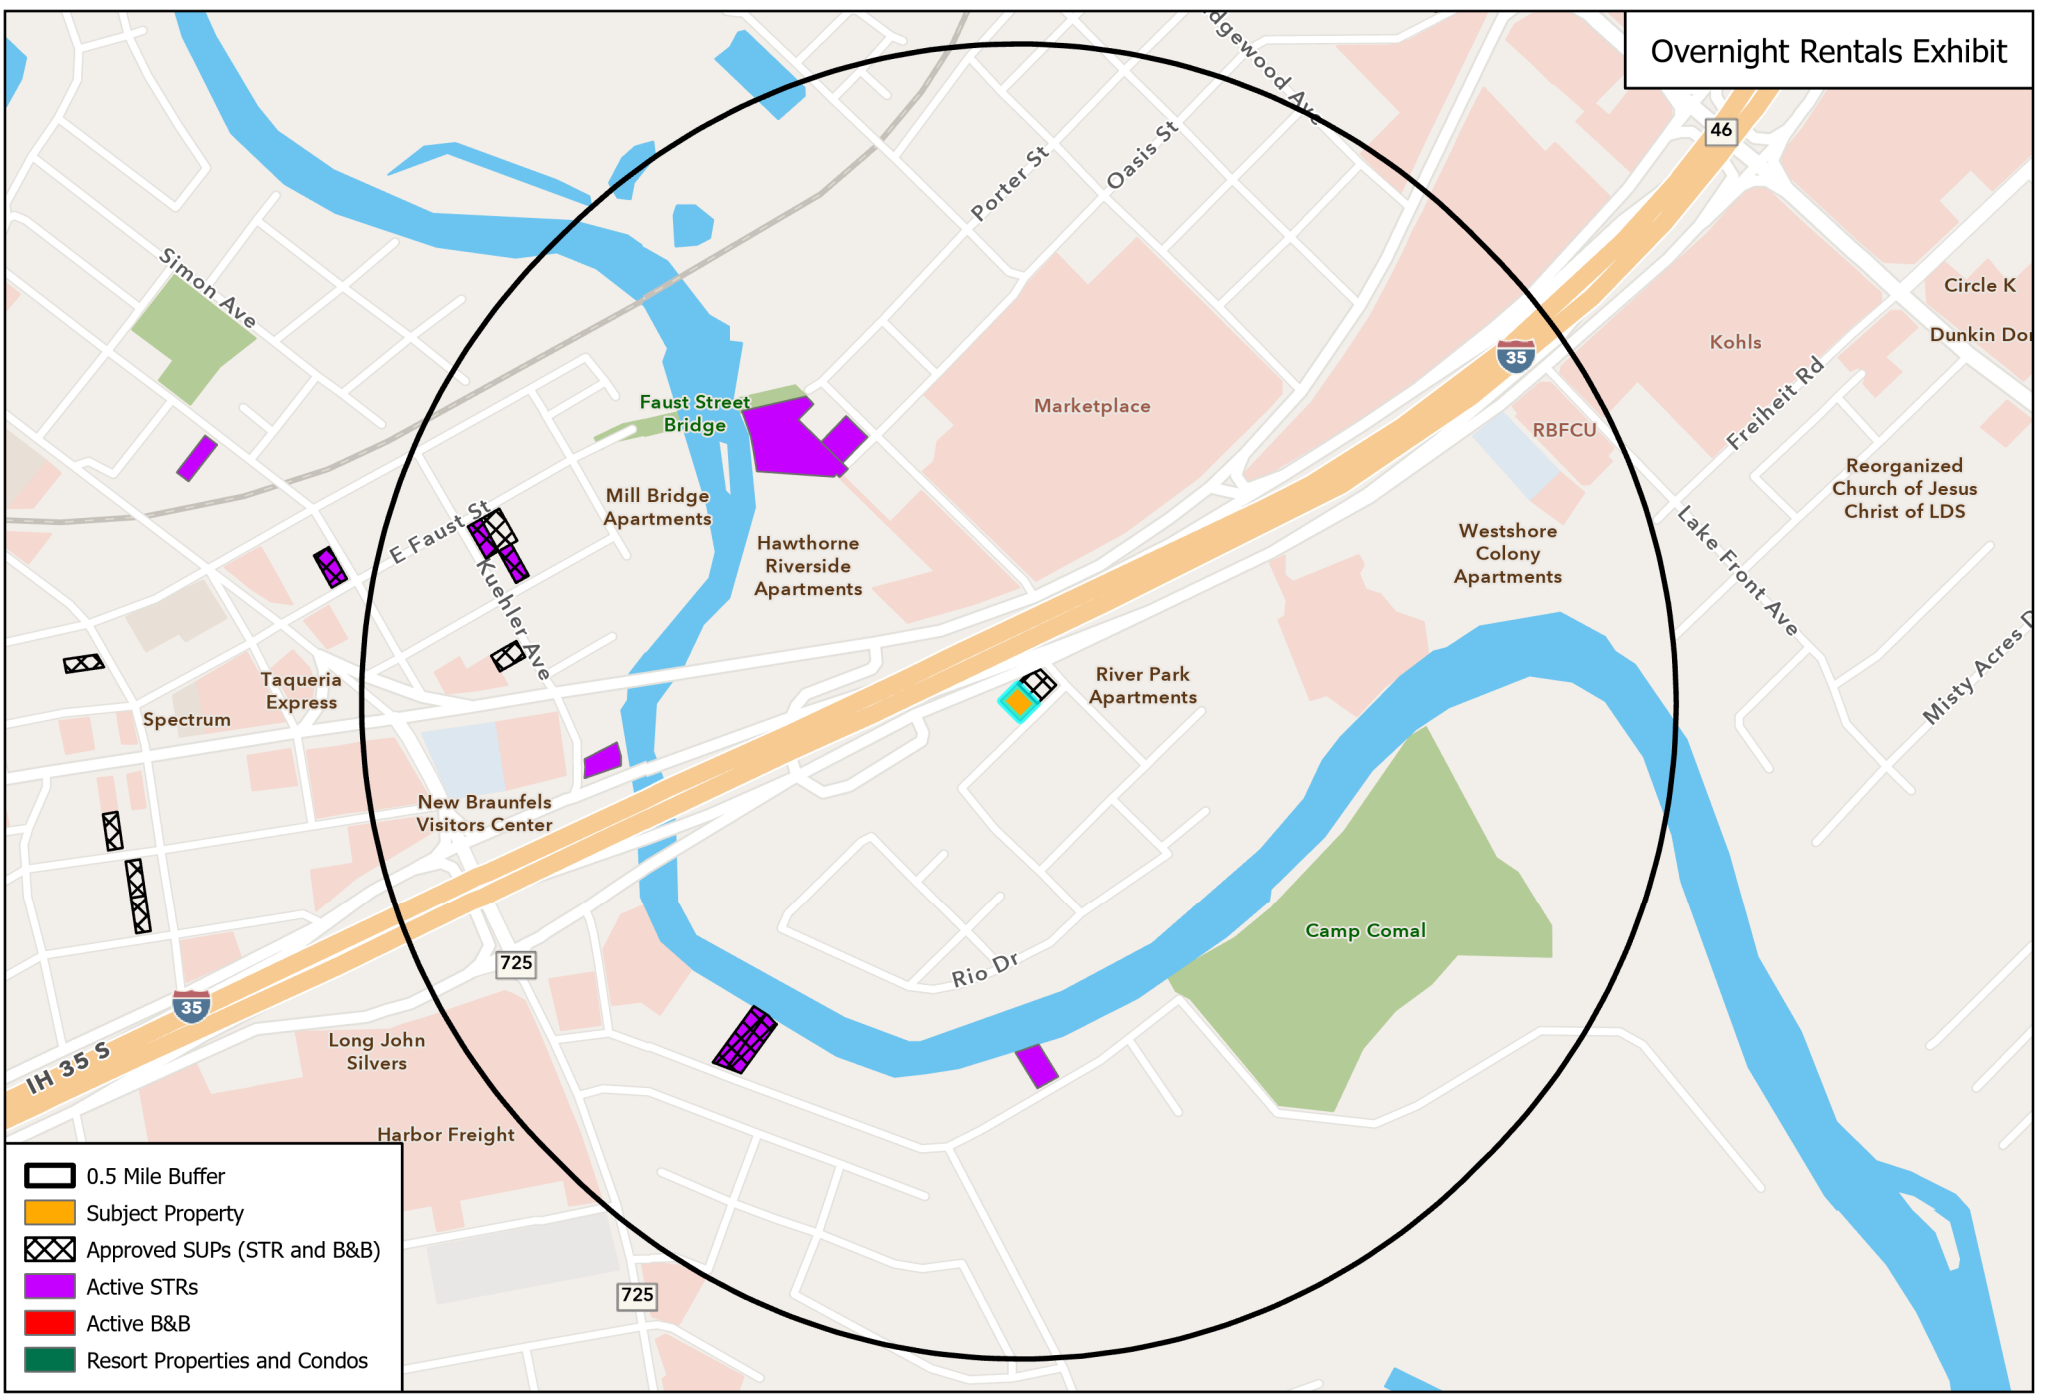 Overnight Rentals Exhibit
dgewood Ave
46
Oasis St
Porter St
Simon Ave
Circle K
Dunkin Don
Kohls
35
Freiheit Rd
Marketplace
Faust Street
Bridge
RBFCU
Reorganized
Church of Jesus
Christ of LDS
Mill Bridge
Apartments
E Faust St
Westshore
Colony
Apartments
Lake Front Ave
Hawthorne
Riverside
Apartments
Kuehler Ave
Misty Acres D
River Park
Apartments
Taqueria
Express
Spectrum
New Braunfels
Visitors Center
Camp Comal
725
Rio Dr
35
IH 35 S
Long John
Silvers
Harbor Freight
725
0.5 Mile Buffer
Subject Property
Approved SUPs (STR and B&B)
Active STRs
Active B&B
Resort Properties and Condos